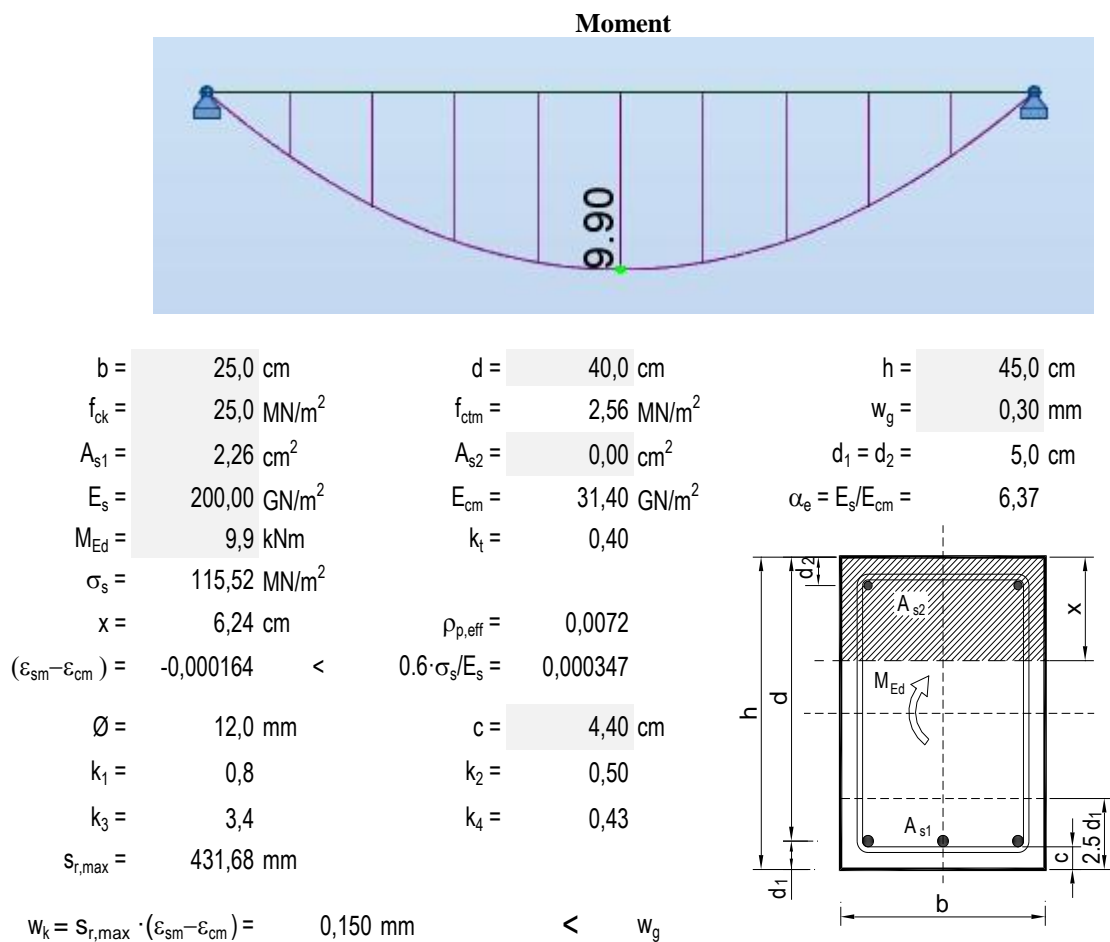 Moment
9.90
b = 25,0 cm d = 40,0 cm h = 45,0 cm
f_ck = 25,0 MN/m² f_ctm = 2,56 MN/m² w_g = 0,30 mm
A_s1 = 2,26 cm² A_s2 = 0,00 cm² d_1 = d_2 = 5,0 cm
E_s = 200,00 GN/m² E_cm = 31,40 GN/m² α_e = E_s/E_cm = 6,37
M_Ed = 9,9 kNm k_t = 0,40
σ_s = 115,52 MN/m²
x = 6,24 cm ρ_p,eff = 0,0072
(ε_sm−ε_cm) = -0,000164 < 0.6·σ_s/E_s = 0,000347
Ø = 12,0 mm c = 4,40 cm
k_1 = 0,8 k_2 = 0,50
k_3 = 3,4 k_4 = 0,43
s_r,max = 431,68 mm
w_k = s_r,max ·(ε_sm−ε_cm) = 0,150 mm < w_g
d_2
A_s2
x
M_Ed
h
d
A_s1
c
2.5 d_1
d_1
b